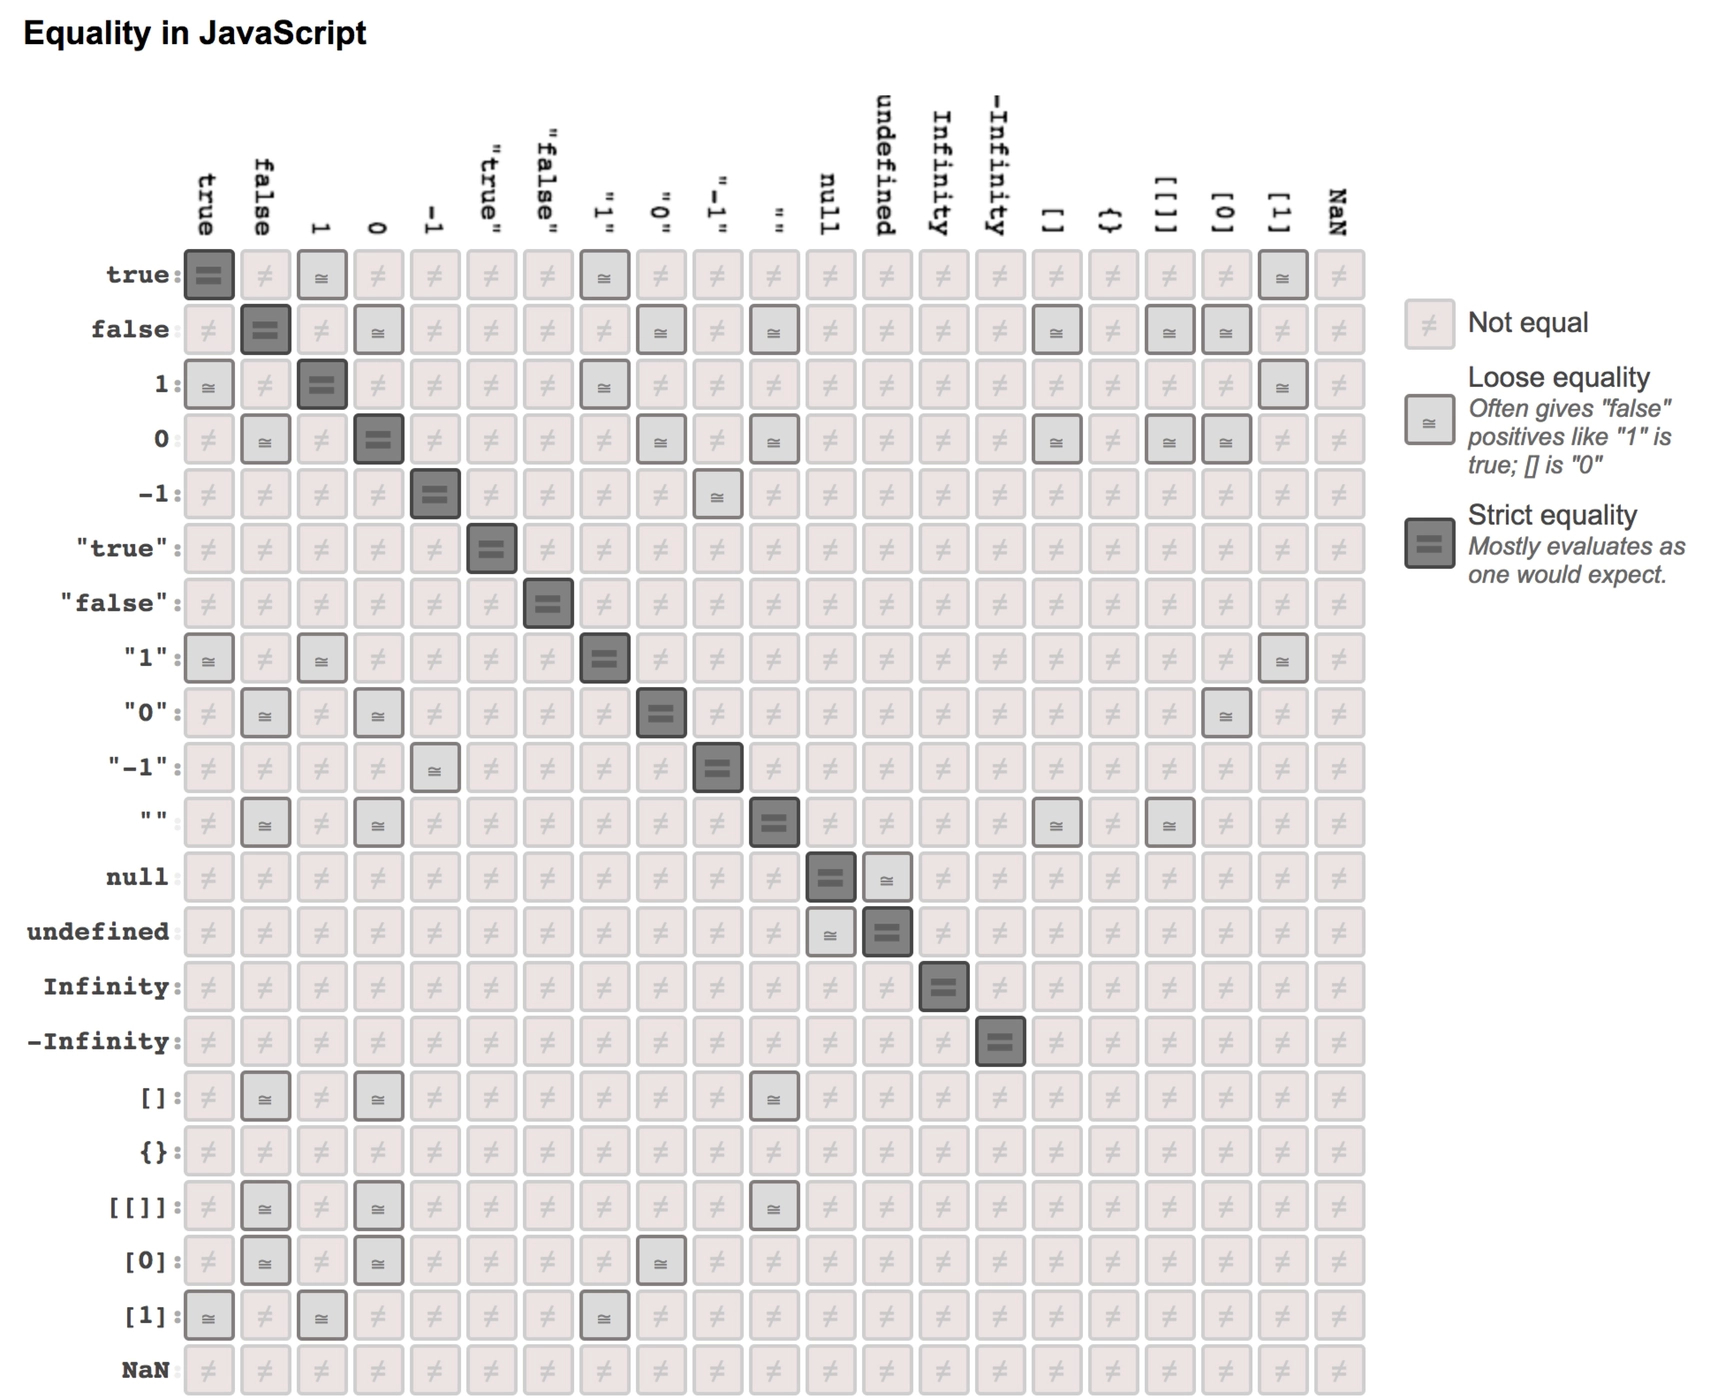 Equality in JavaScript
true false 1 0 -1 "true" "false" "1" "0" "-1" "" null undefined Infinity -Infinity [] {} [[]] [0] [1] NaN
true: = ≠ ≅ ≠ ≠ ≠ ≠ ≅ ≠ ≠ ≠ ≠ ≠ ≠ ≠ ≠ ≠ ≠ ≠ ≅ ≠
false: ≠ = ≠ ≅ ≠ ≠ ≠ ≠ ≅ ≠ ≅ ≠ ≠ ≠ ≠ ≅ ≠ ≅ ≅ ≠ ≠
≠ Not equal
1: ≅ ≠ = ≠ ≠ ≠ ≠ ≅ ≠ ≠ ≠ ≠ ≠ ≠ ≠ ≠ ≠ ≠ ≠ ≅ ≠
0: ≠ ≅ ≠ = ≠ ≠ ≠ ≠ ≅ ≠ ≅ ≠ ≠ ≠ ≠ ≅ ≠ ≅ ≅ ≠ ≠
≅ Loose equality
Often gives "false"
positives like "1" is
true; [] is "0"
-1: ≠ ≠ ≠ ≠ = ≠ ≠ ≠ ≠ ≅ ≠ ≠ ≠ ≠ ≠ ≠ ≠ ≠ ≠ ≠ ≠
"true": ≠ ≠ ≠ ≠ ≠ = ≠ ≠ ≠ ≠ ≠ ≠ ≠ ≠ ≠ ≠ ≠ ≠ ≠ ≠ ≠
= Strict equality
Mostly evaluates as
one would expect.
"false": ≠ ≠ ≠ ≠ ≠ ≠ = ≠ ≠ ≠ ≠ ≠ ≠ ≠ ≠ ≠ ≠ ≠ ≠ ≠ ≠
"1": ≅ ≠ ≅ ≠ ≠ ≠ ≠ = ≠ ≠ ≠ ≠ ≠ ≠ ≠ ≠ ≠ ≠ ≠ ≅ ≠
"0": ≠ ≅ ≠ ≅ ≠ ≠ ≠ ≠ = ≠ ≠ ≠ ≠ ≠ ≠ ≠ ≠ ≠ ≅ ≠ ≠
"-1": ≠ ≠ ≠ ≠ ≅ ≠ ≠ ≠ ≠ = ≠ ≠ ≠ ≠ ≠ ≠ ≠ ≠ ≠ ≠ ≠
"": ≠ ≅ ≠ ≅ ≠ ≠ ≠ ≠ ≠ ≠ = ≠ ≠ ≠ ≠ ≅ ≠ ≅ ≠ ≠ ≠
null: ≠ ≠ ≠ ≠ ≠ ≠ ≠ ≠ ≠ ≠ ≠ = ≅ ≠ ≠ ≠ ≠ ≠ ≠ ≠ ≠
undefined: ≠ ≠ ≠ ≠ ≠ ≠ ≠ ≠ ≠ ≠ ≠ ≅ = ≠ ≠ ≠ ≠ ≠ ≠ ≠ ≠
Infinity: ≠ ≠ ≠ ≠ ≠ ≠ ≠ ≠ ≠ ≠ ≠ ≠ ≠ = ≠ ≠ ≠ ≠ ≠ ≠ ≠
-Infinity: ≠ ≠ ≠ ≠ ≠ ≠ ≠ ≠ ≠ ≠ ≠ ≠ ≠ ≠ = ≠ ≠ ≠ ≠ ≠ ≠
[]: ≠ ≅ ≠ ≅ ≠ ≠ ≠ ≠ ≠ ≠ ≅ ≠ ≠ ≠ ≠ ≠ ≠ ≠ ≠ ≠ ≠
{}: ≠ ≠ ≠ ≠ ≠ ≠ ≠ ≠ ≠ ≠ ≠ ≠ ≠ ≠ ≠ ≠ ≠ ≠ ≠ ≠ ≠
[[]]: ≠ ≅ ≠ ≅ ≠ ≠ ≠ ≠ ≠ ≠ ≅ ≠ ≠ ≠ ≠ ≠ ≠ ≠ ≠ ≠ ≠
[0]: ≠ ≅ ≠ ≅ ≠ ≠ ≠ ≠ ≅ ≠ ≠ ≠ ≠ ≠ ≠ ≠ ≠ ≠ ≠ ≠ ≠
[1]: ≅ ≠ ≅ ≠ ≠ ≠ ≠ ≅ ≠ ≠ ≠ ≠ ≠ ≠ ≠ ≠ ≠ ≠ ≠ ≠ ≠
NaN: ≠ ≠ ≠ ≠ ≠ ≠ ≠ ≠ ≠ ≠ ≠ ≠ ≠ ≠ ≠ ≠ ≠ ≠ ≠ ≠ ≠